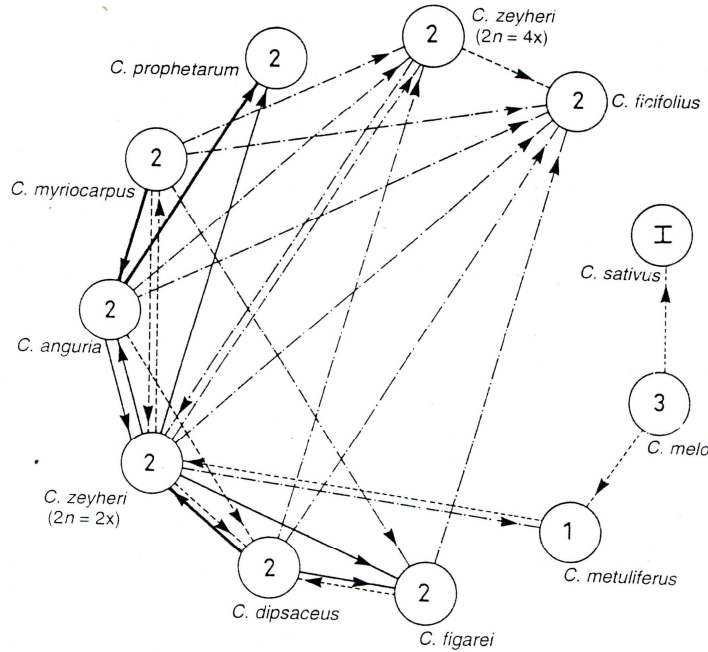 C. zeyheri
(2n = 4x)
2
2
C. prophetarum
2
C. ficifolius
2
C. myriocarpus
I
C. sativus
2
C. anguria
3
C. melo
2
C. zeyheri
(2n = 2x)
1
C. metuliferus
2
C. dipsaceus
2
C. figarei